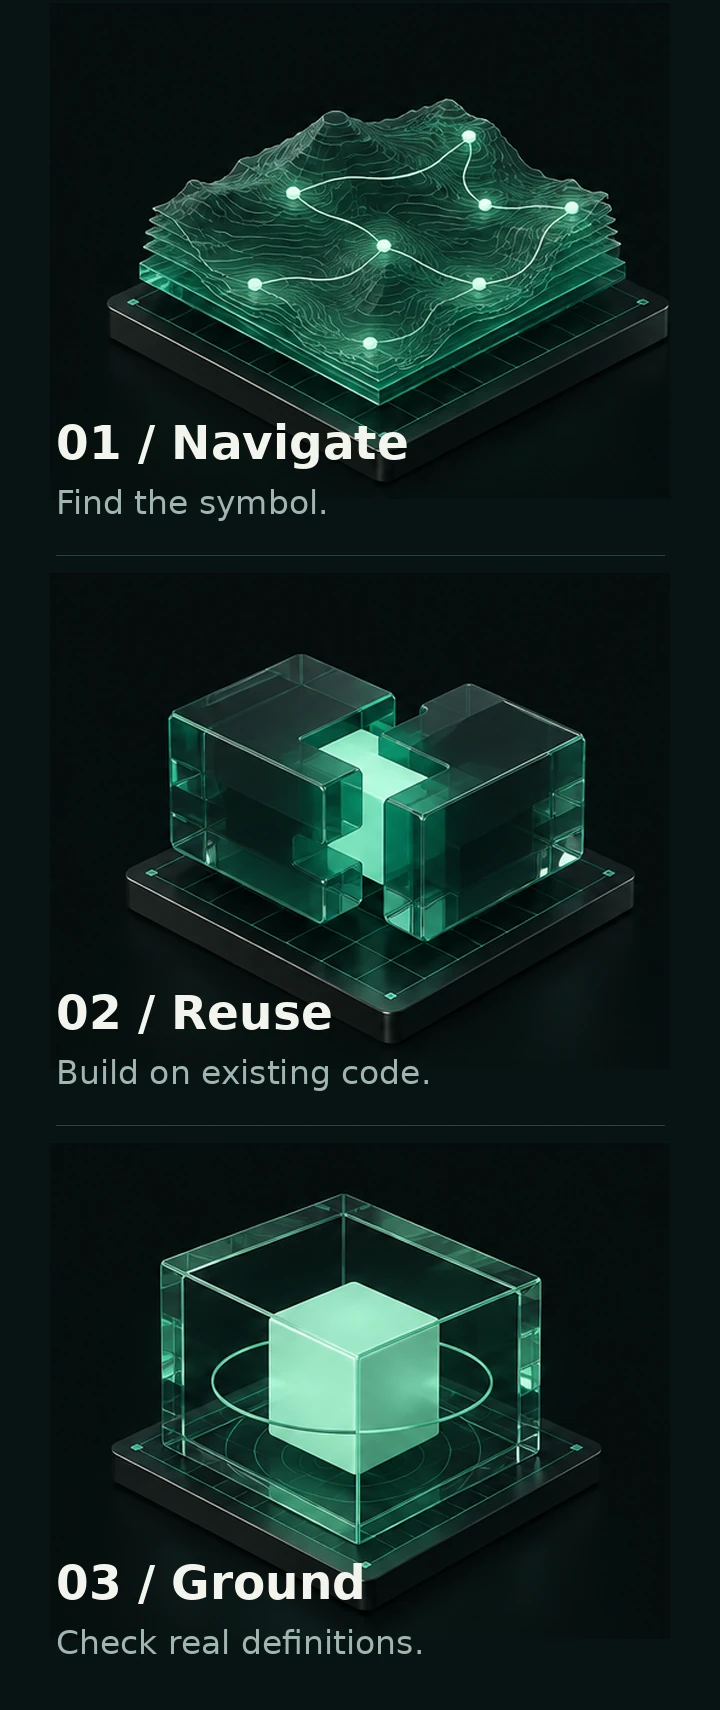 01 / Navigate
Find the symbol.
02 / Reuse
Build on existing code.
03 / Ground
Check real definitions.